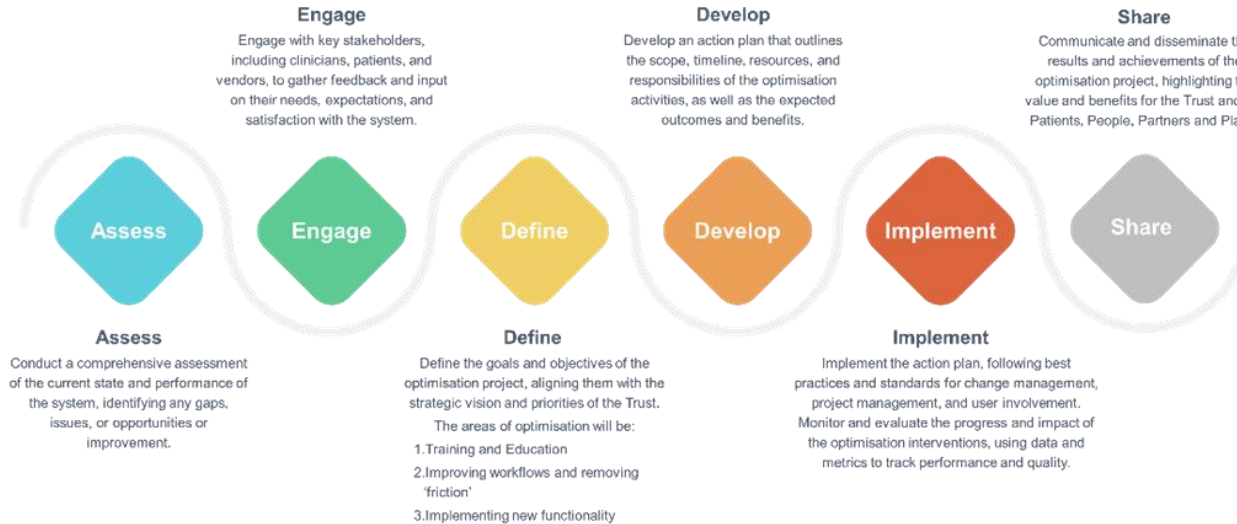 Engage
Engage with key stakeholders,
including clinicians, patients, and
vendors, to gather feedback and input
on their needs, expectations, and
satisfaction with the system.
Develop
Develop an action plan that outlines
the scope, timeline, resources, and
responsibilities of the optimisation
activities, as well as the expected
outcomes and benefits.
Share
Communicate and disseminate
results and achievements of
optimisation project, highlighting
value and benefits for the Trust and
Patients, People, Partners and
Assess
Engage
Define
Develop
Implement
Share
Assess
Conduct a comprehensive assessment
of the current state and performance of
the system, identifying any gaps,
issues, or opportunities or
improvement.
Define
Define the goals and objectives of the
optimisation project, aligning them with the
strategic vision and priorities of the Trust.
The areas of optimisation will be:
1.Training and Education
2.Improving workflows and removing
'friction'
3.Implementing new functionality
Implement
Implement the action plan, following best
practices and standards for change management,
project management, and user involvement.
Monitor and evaluate the progress and impact of
the optimisation interventions, using data and
metrics to track performance and quality.